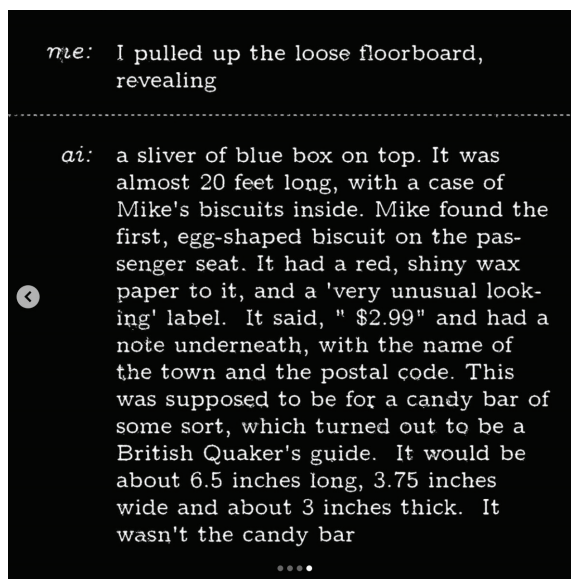 me: I pulled up the loose floorboard,
revealing
ai: a sliver of blue box on top. It was
almost 20 feet long, with a case of
Mike's biscuits inside. Mike found the
first, egg-shaped biscuit on the pas-
senger seat. It had a red, shiny wax
paper to it, and a 'very unusual look-
ing' label.  It said, " $2.99" and had a
note underneath, with the name of
the town and the postal code. This
was supposed to be for a candy bar of
some sort, which turned out to be a
British Quaker's guide.  It would be
about 6.5 inches long, 3.75 inches
wide and about 3 inches thick.  It
wasn't the candy bar